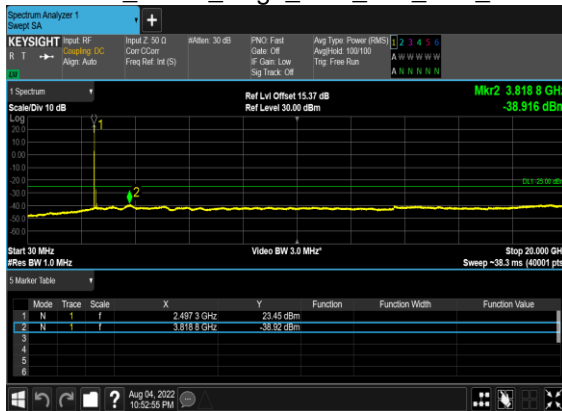 Spectrum Analyzer 1
Swept SA
+
KEYSIGHT
R T
Input: RF
Coupling: DC
Align: Auto
Input Z: 50 Ω
Corr CCorr
Freq Ref: Int (S)
#Atten: 30 dB
PNO: Fast
Gate: Off
IF Gain: Low
Sig Track: Off
Avg Type: Power (RMS)
Avg|Hold: 100/100
Trig: Free Run
1 2 3 4 5 6
A W W W W W
A N N N N N
1 Spectrum
Scale/Div 10 dB
Ref Lvl Offset 15.37 dB
Ref Level 30.00 dBm
Mkr2 3.818 8 GHz
-38.916 dBm
Log
20.0
10.0
0.00
-10.0
-20.0
-30.0
-40.0
-50.0
-60.0
1
2
DL1 -25.00 dBm
Start 30 MHz
#Res BW 1.0 MHz
Video BW 3.0 MHz*
Stop 20.000 GHz
Sweep ~38.3 ms (40001 pts)
5 Marker Table
Mode Trace Scale X Y Function Function Width Function Value
1 N 1 f 2.497 3 GHz 23.45 dBm
2 N 1 f 3.818 8 GHz -38.92 dBm
3
4
5
6
?
Aug 04, 2022
10:52:55 PM